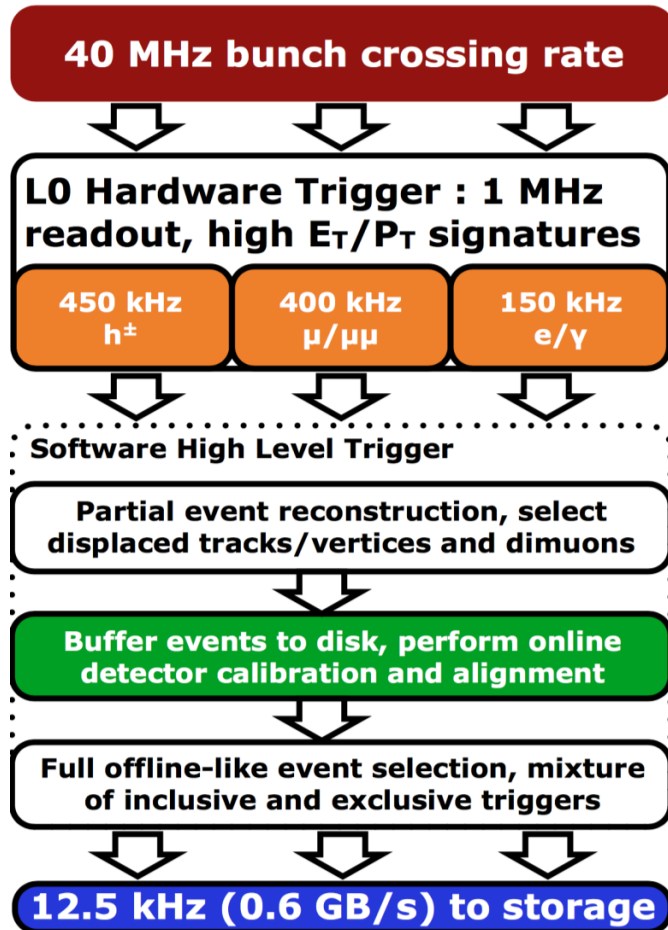 40 MHz bunch crossing rate
L0 Hardware Trigger : 1 MHz
readout, high Eᴛ/Pᴛ signatures
450 kHz
h±
400 kHz
μ/μμ
150 kHz
e/γ
Software High Level Trigger
Partial event reconstruction, select
displaced tracks/vertices and dimuons
Buffer events to disk, perform online
detector calibration and alignment
Full offline-like event selection, mixture
of inclusive and exclusive triggers
12.5 kHz (0.6 GB/s) to storage